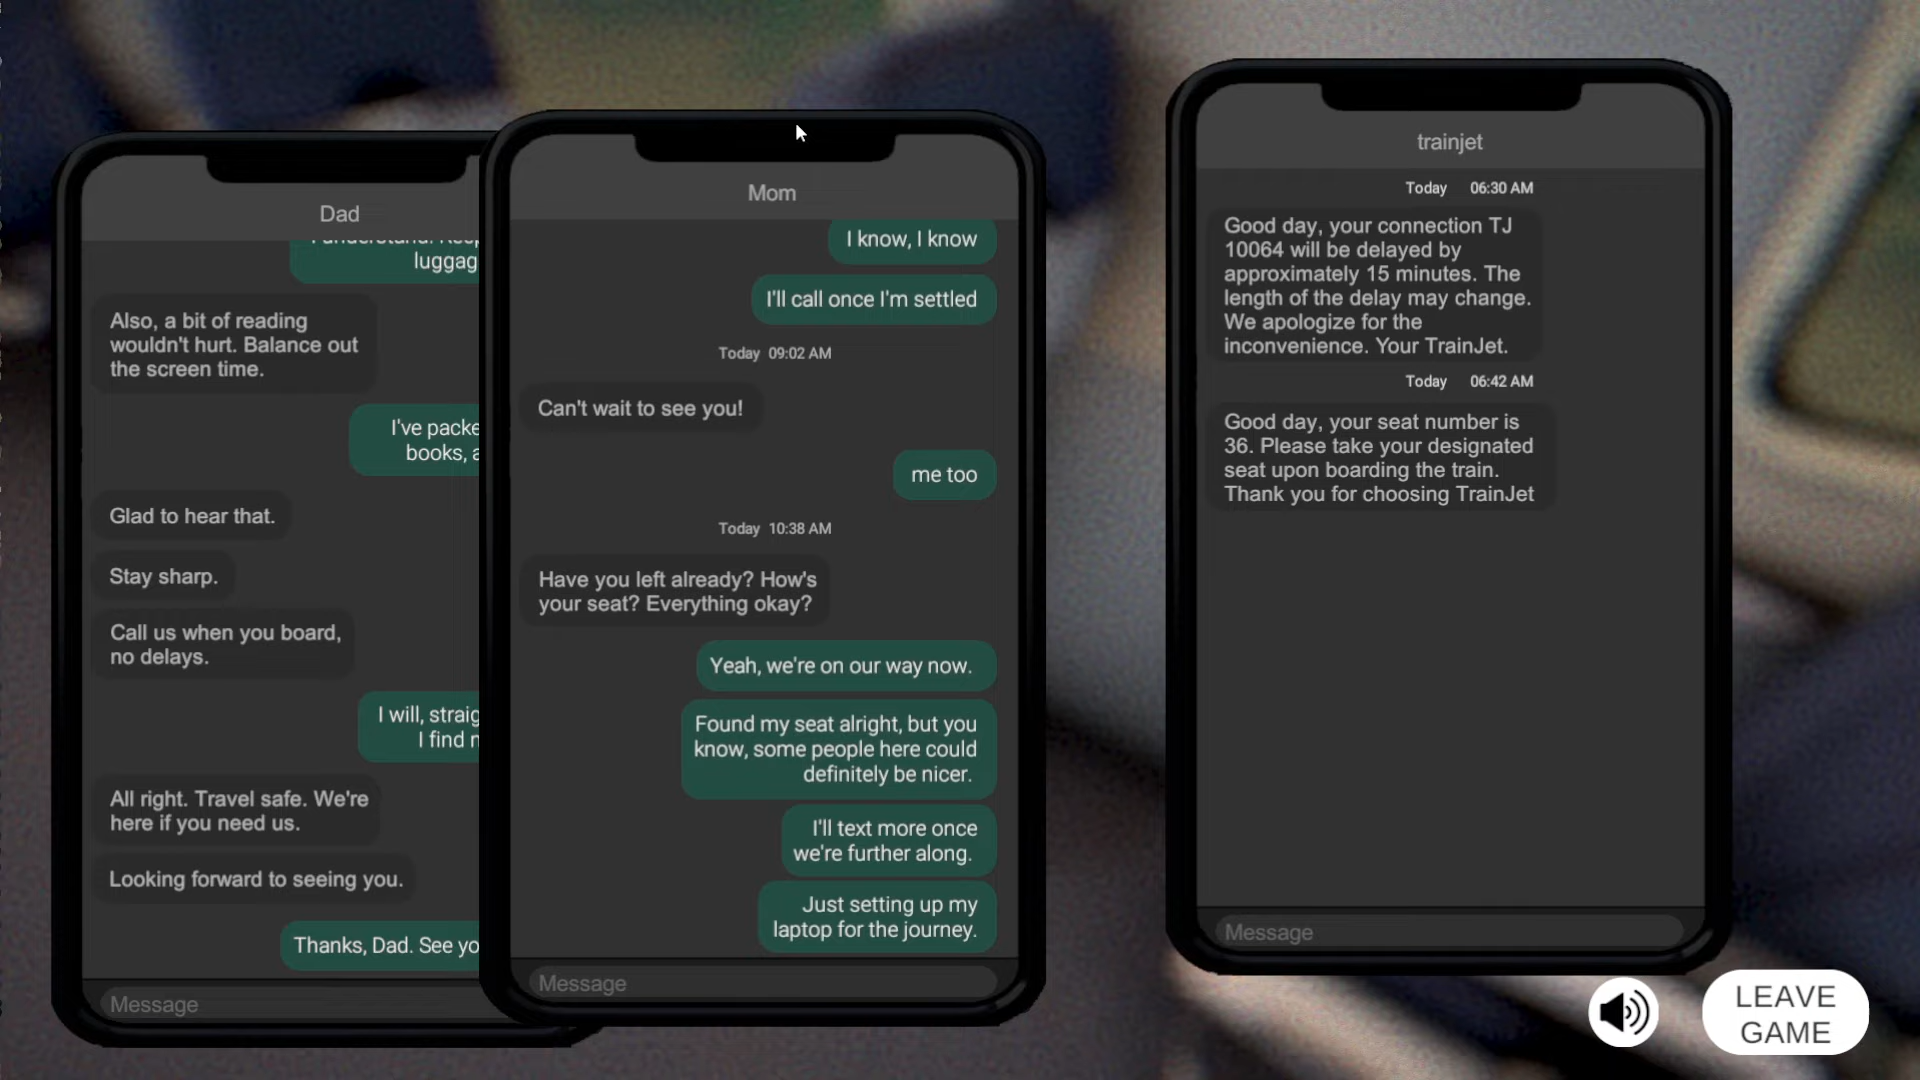 Dad
luggag
Also, a bit of reading
wouldn't hurt. Balance out
the screen time.
I've packe
books, a
Glad to hear that.
Stay sharp.
Call us when you board,
no delays.
I will, straig
I find
All right. Travel safe. We're
here if you need us.
Looking forward to seeing you.
Thanks, Dad. See yo
Message
Mom
I know, I know
I'll call once I'm settled
Today 09:02 AM
Can't wait to see you!
me too
Today 10:38 AM
Have you left already? How's
your seat? Everything okay?
Yeah, we're on our way now.
Found my seat alright, but you
know, some people here could
definitely be nicer.
I'll text more once
we're further along.
Just setting up my
laptop for the journey.
Message
trainjet
Today 06:30 AM
Good day, your connection TJ
10064 will be delayed by
approximately 15 minutes. The
length of the delay may change.
We apologize for the
inconvenience. Your TrainJet.
Today 06:42 AM
Good day, your seat number is
36. Please take your designated
seat upon boarding the train.
Thank you for choosing TrainJet
Message
LEAVE
GAME